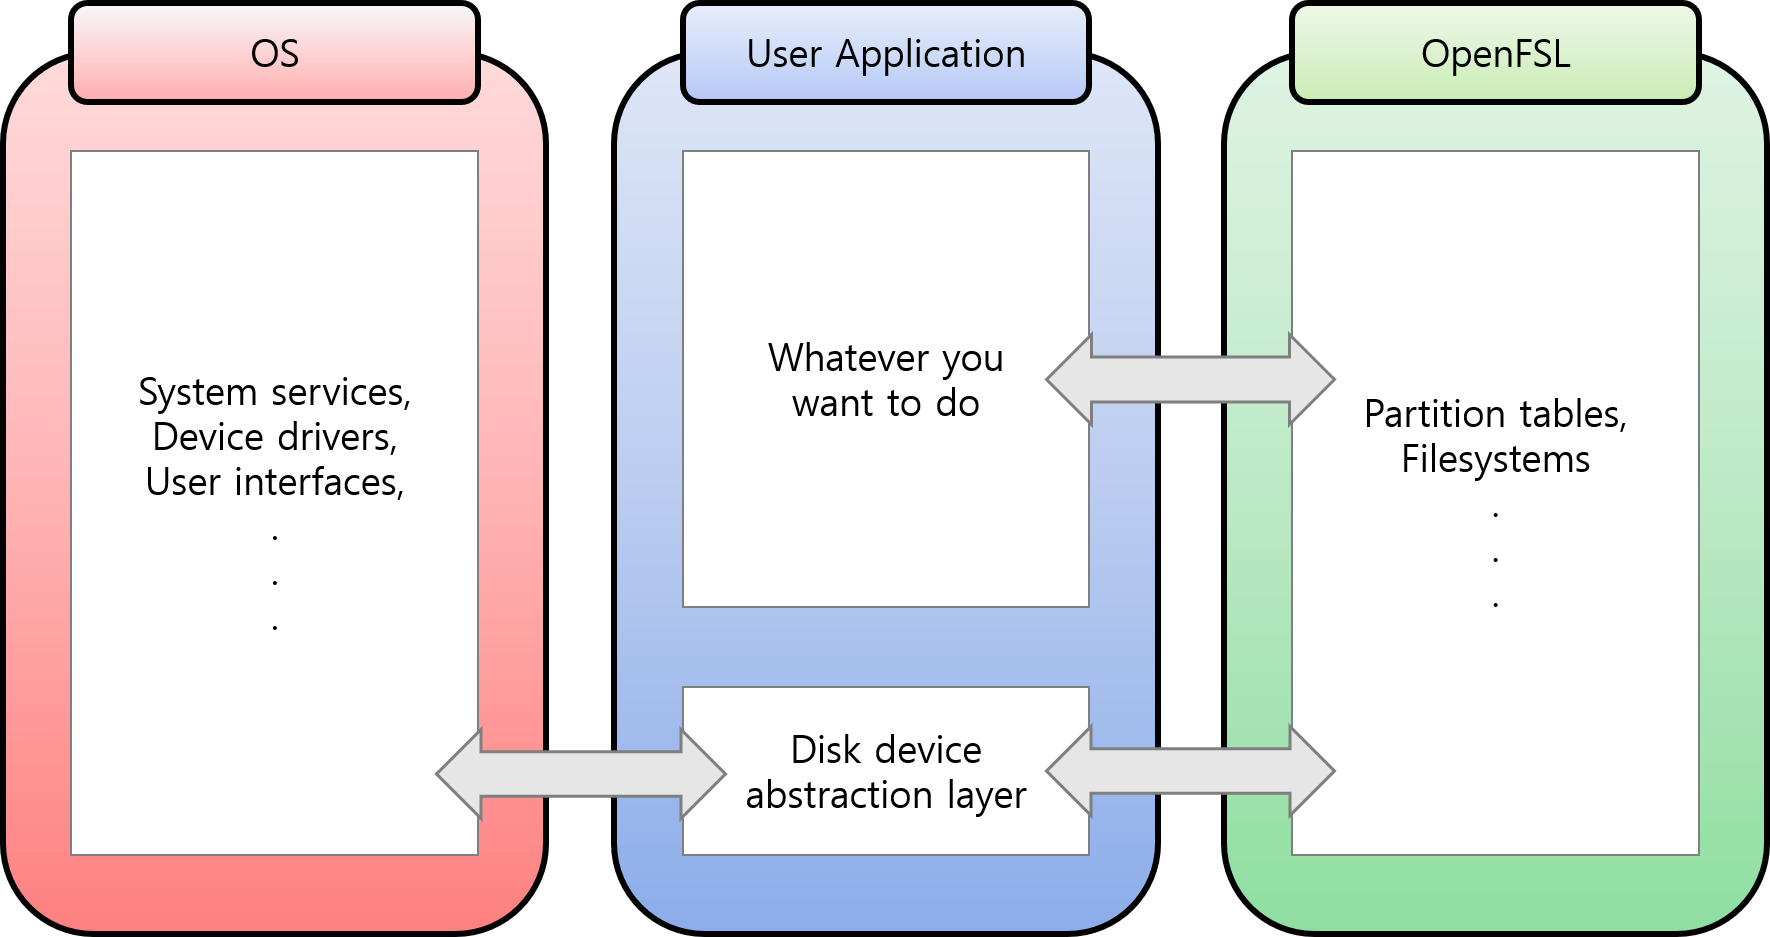 OS
System services,
Device drivers,
User interfaces,
.
.
.
User Application
Whatever you
want to do
Disk device
abstraction layer
OpenFSL
Partition tables,
Filesystems
.
.
.